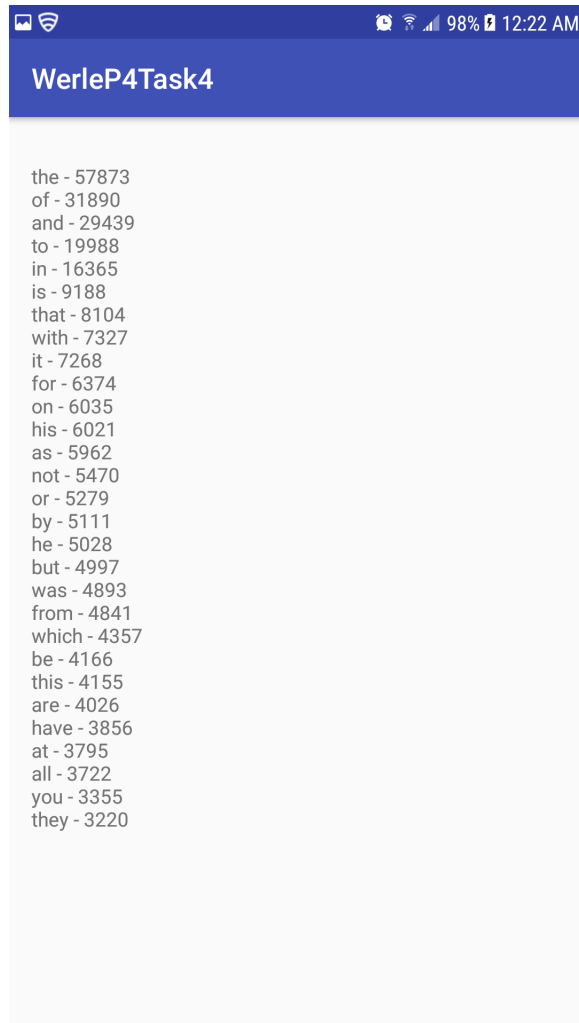 98% 12:22 AM
WerleP4Task4
the - 57873
of - 31890
and - 29439
to - 19988
in - 16365
is - 9188
that - 8104
with - 7327
it - 7268
for - 6374
on - 6035
his - 6021
as - 5962
not - 5470
or - 5279
by - 5111
he - 5028
but - 4997
was - 4893
from - 4841
which - 4357
be - 4166
this - 4155
are - 4026
have - 3856
at - 3795
all - 3722
you - 3355
they - 3220